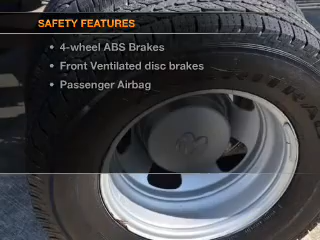 SAFETY FEATURES
• 4-wheel ABS Brakes
• Front Ventilated disc brakes
• Passenger Airbag